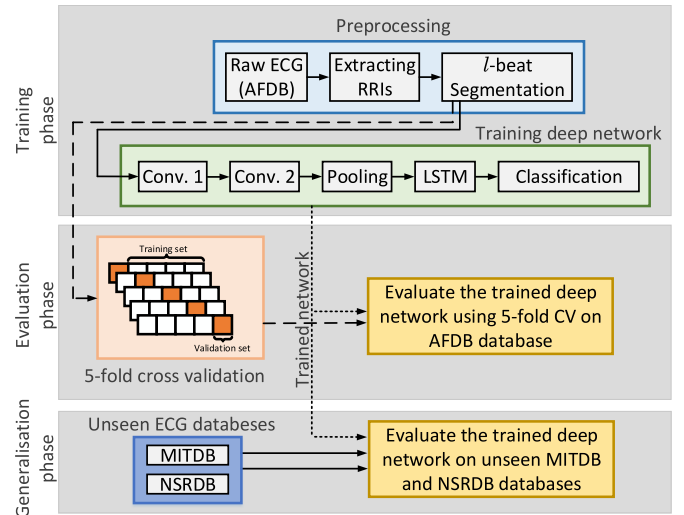 Training
phase
Preprocessing
Raw ECG
(AFDB)
Extracting
RRIs
l-beat
Segmentation
Training deep network
Conv. 1
Conv. 2
Pooling
LSTM
Classification
Evaluation
phase
Training set
Validation set
5-fold cross validation
Trained network
Evaluate the trained deep
network using 5-fold CV on
AFDB database
Generalisation
phase
Unseen ECG databeses
MITDB
NSRDB
Evaluate the trained deep
network on unseen MITDB
and NSRDB databases